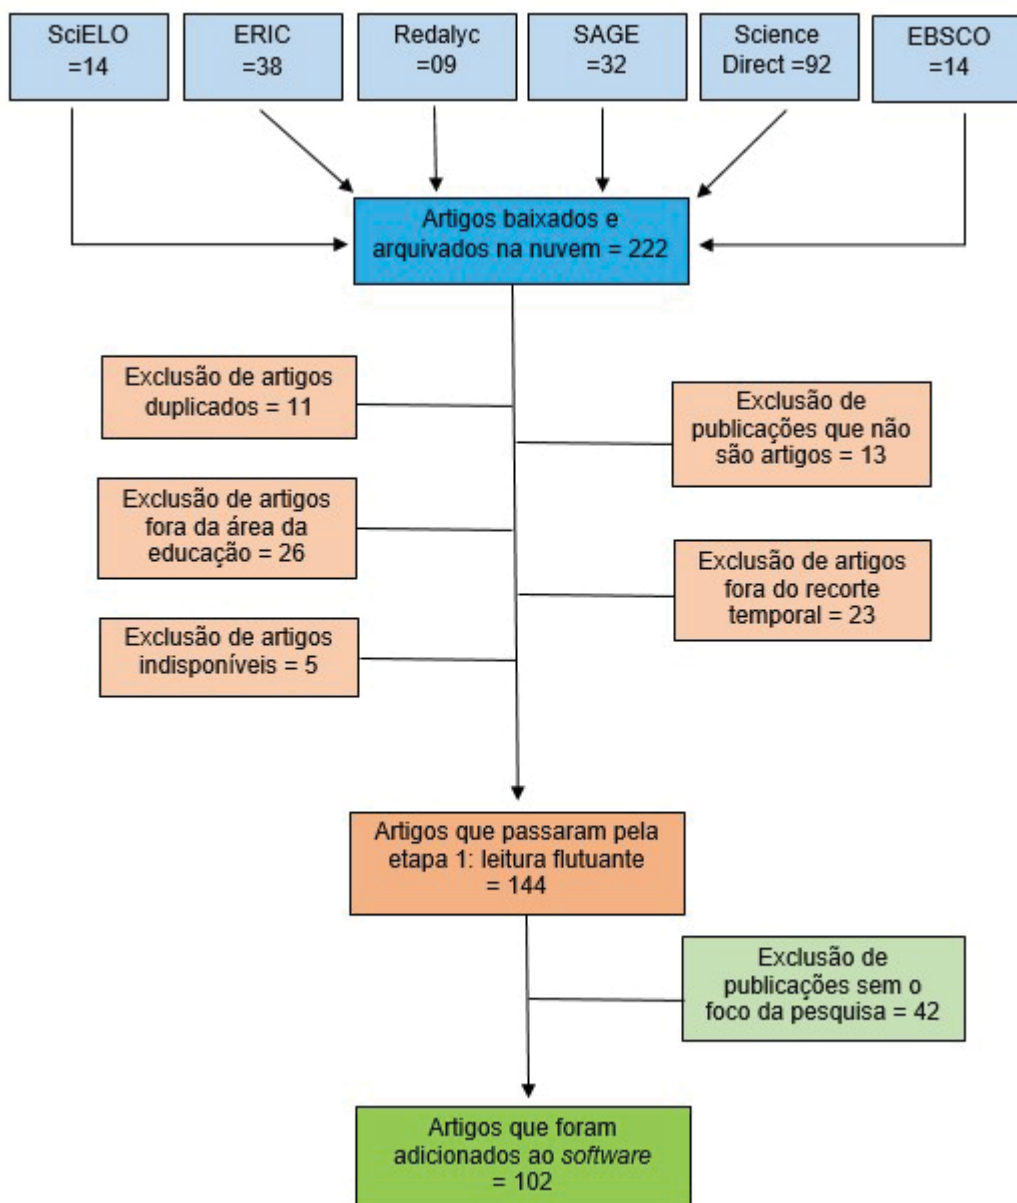 SciELO
=14
ERIC
=38
Redalyc
=09
SAGE
=32
Science
Direct =92
EBSCO
=14
Artigos baixados e
arquivados na nuvem = 222
Exclusão de artigos
duplicados = 11
Exclusão de
publicações que não
são artigos = 13
Exclusão de artigos
fora da área da
educação = 26
Exclusão de artigos
fora do recorte
temporal = 23
Exclusão de artigos
indisponíveis = 5
Artigos que passaram pela
etapa 1: leitura flutuante
= 144
Exclusão de
publicações sem o
foco da pesquisa = 42
Artigos que foram
adicionados ao software
= 102